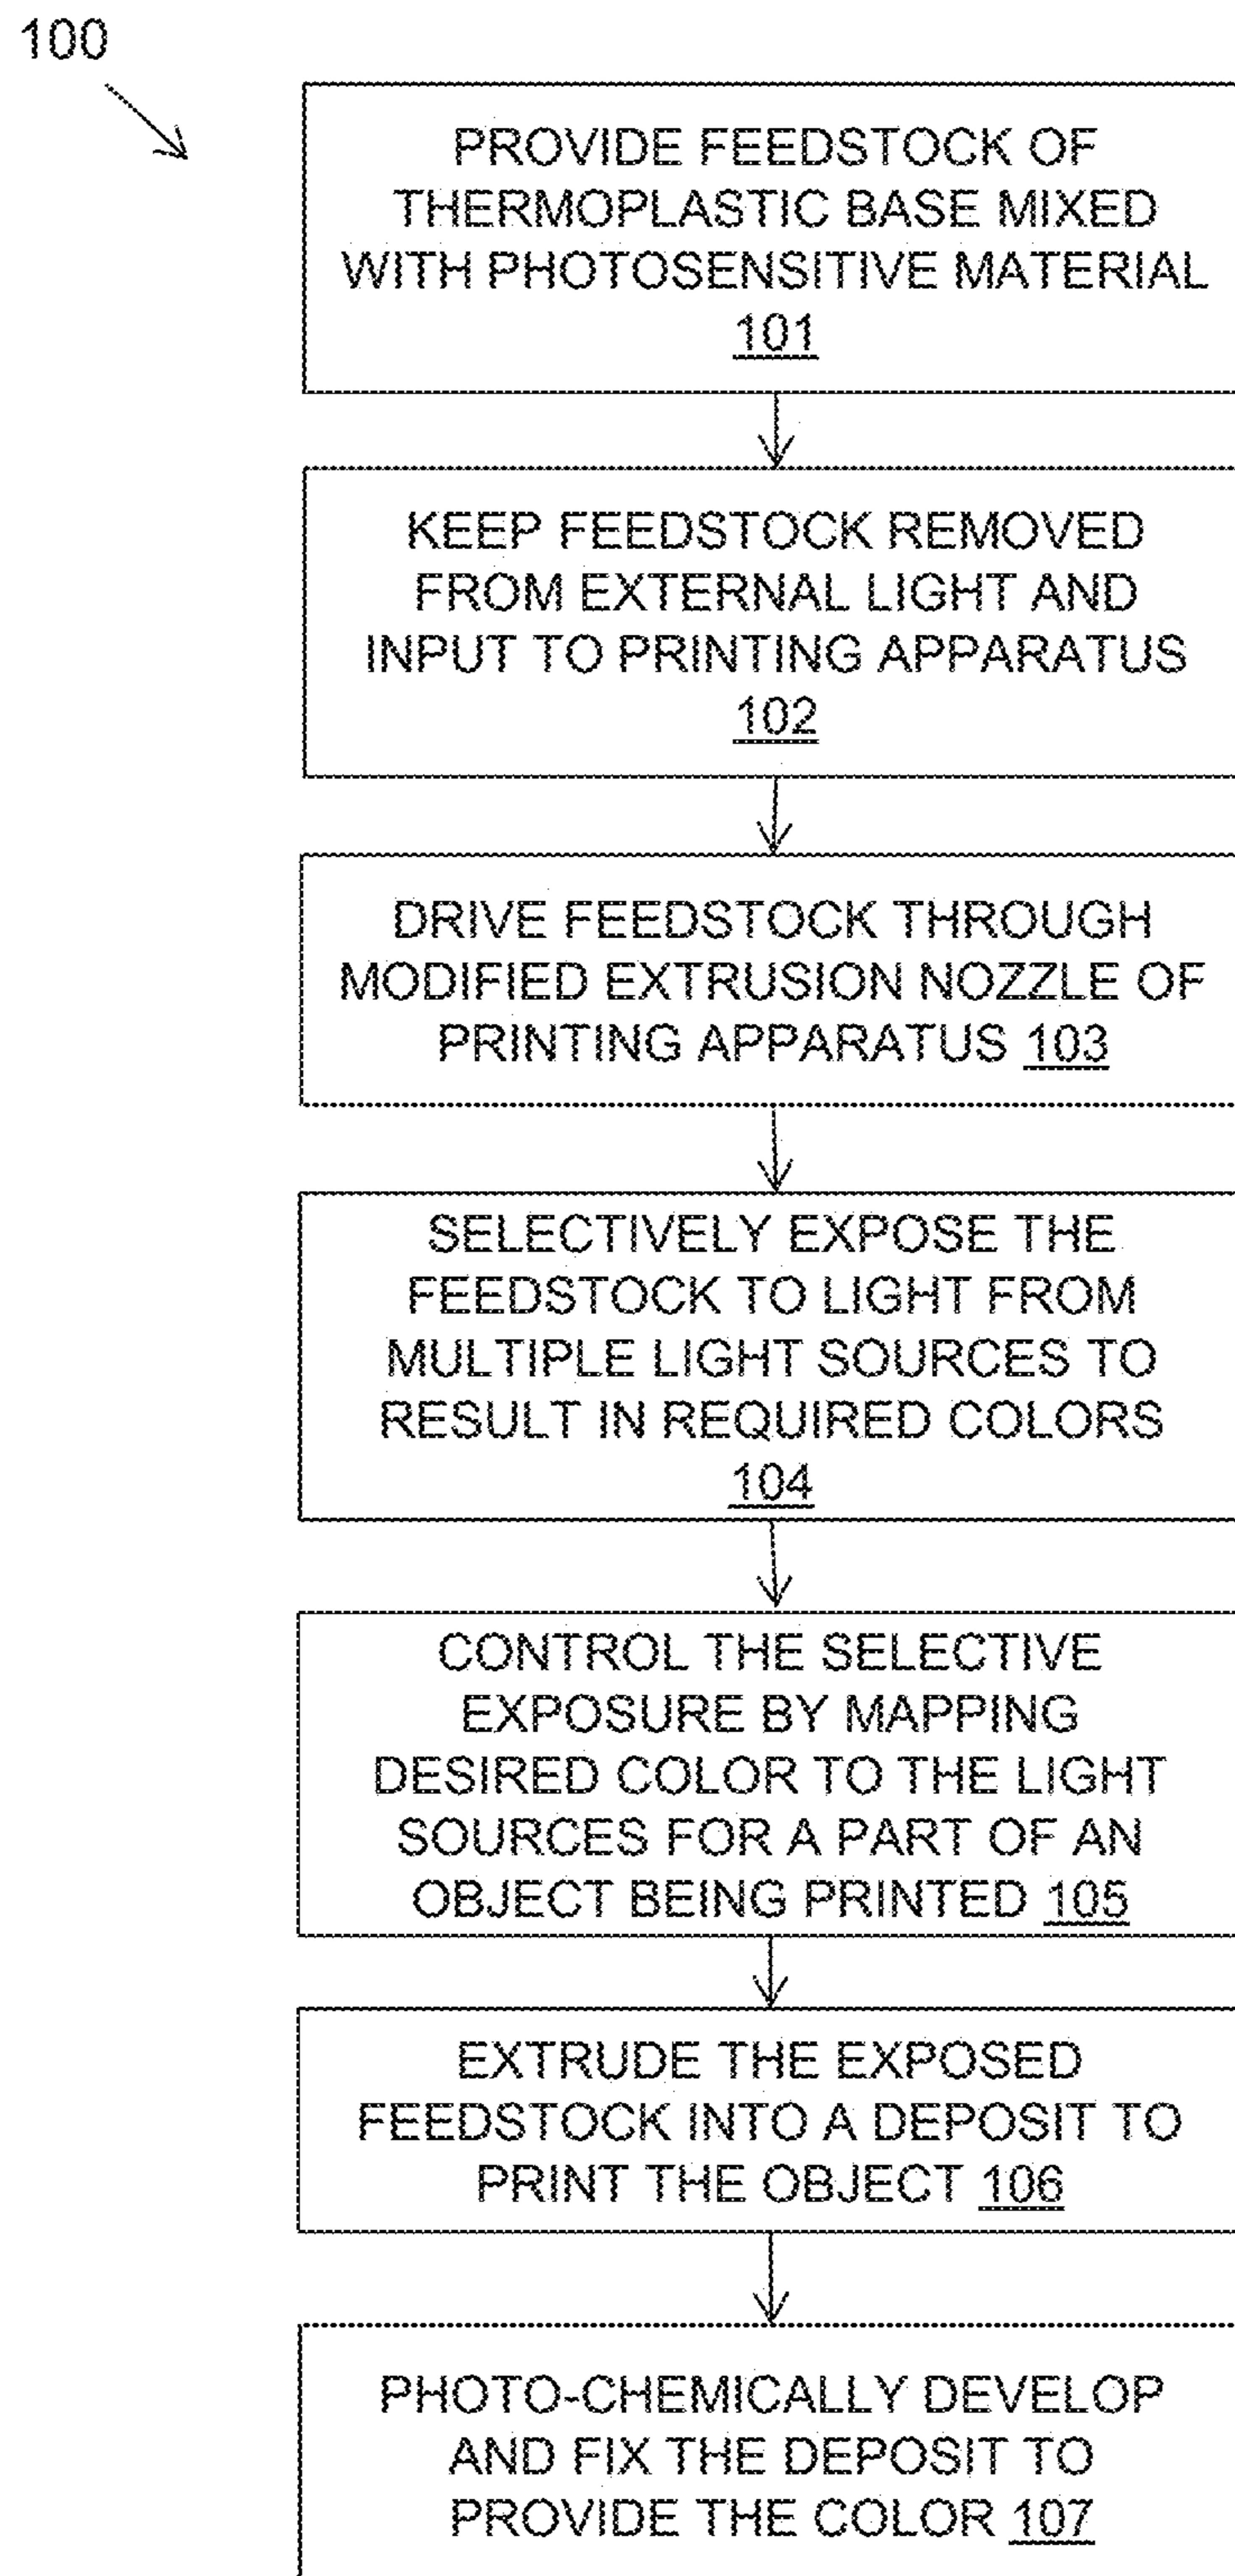 100
PROVIDE FEEDSTOCK OF
THERMOPLASTIC BASE MIXED
WITH PHOTOSENSITIVE MATERIAL
101
KEEP FEEDSTOCK REMOVED
FROM EXTERNAL LIGHT AND
INPUT TO PRINTING APPARATUS
102
DRIVE FEEDSTOCK THROUGH
MODIFIED EXTRUSION NOZZLE OF
PRINTING APPARATUS 103
SELECTIVELY EXPOSE THE
FEEDSTOCK TO LIGHT FROM
MULTIPLE LIGHT SOURCES TO
RESULT IN REQUIRED COLORS
104
CONTROL THE SELECTIVE
EXPOSURE BY MAPPING
DESIRED COLOR TO THE LIGHT
SOURCES FOR A PART OF AN
OBJECT BEING PRINTED 105
EXTRUDE THE EXPOSED
FEEDSTOCK INTO A DEPOSIT TO
PRINT THE OBJECT 106
PHOTO-CHEMICALLY DEVELOP
AND FIX THE DEPOSIT TO
PROVIDE THE COLOR 107